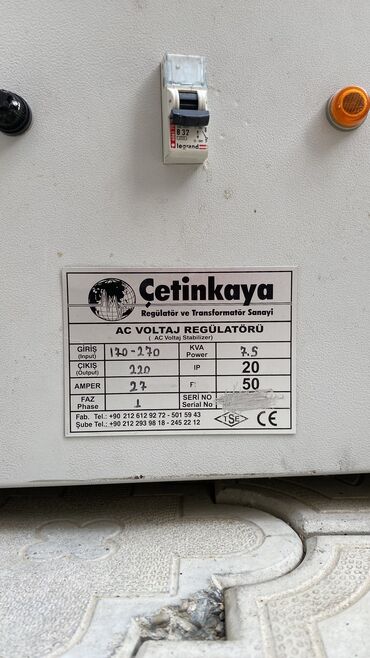 B 32
legrand
Çetinkaya
Regülatör ve Transformatör Sanayi
AC VOLTAJ REGÜLATÖRÜ
( AC Voltaj Stabilizer)
GİRİŞ (Input) 170-270 KVA Power 7.5
ÇIKIŞ (Output) 220 IP 20
AMPER 27 F: 50
FAZ Phase 1 SERİ NO Serial No
Fab. Tel.: +90 212 612 92 72 - 501 59 43
Şube Tel.: +90 212 293 98 18 - 245 22 12
TSE CE